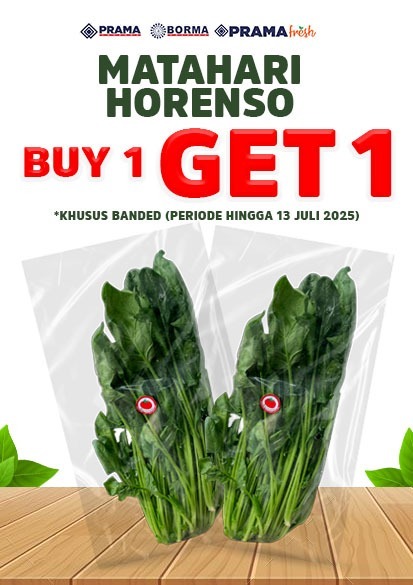 PRAMA BORMA PRAMA fresh
MATAHARI
HORENSO
BUY 1 GET 1
*KHUSUS BANDED (PERIODE HINGGA 13 JULI 2025)